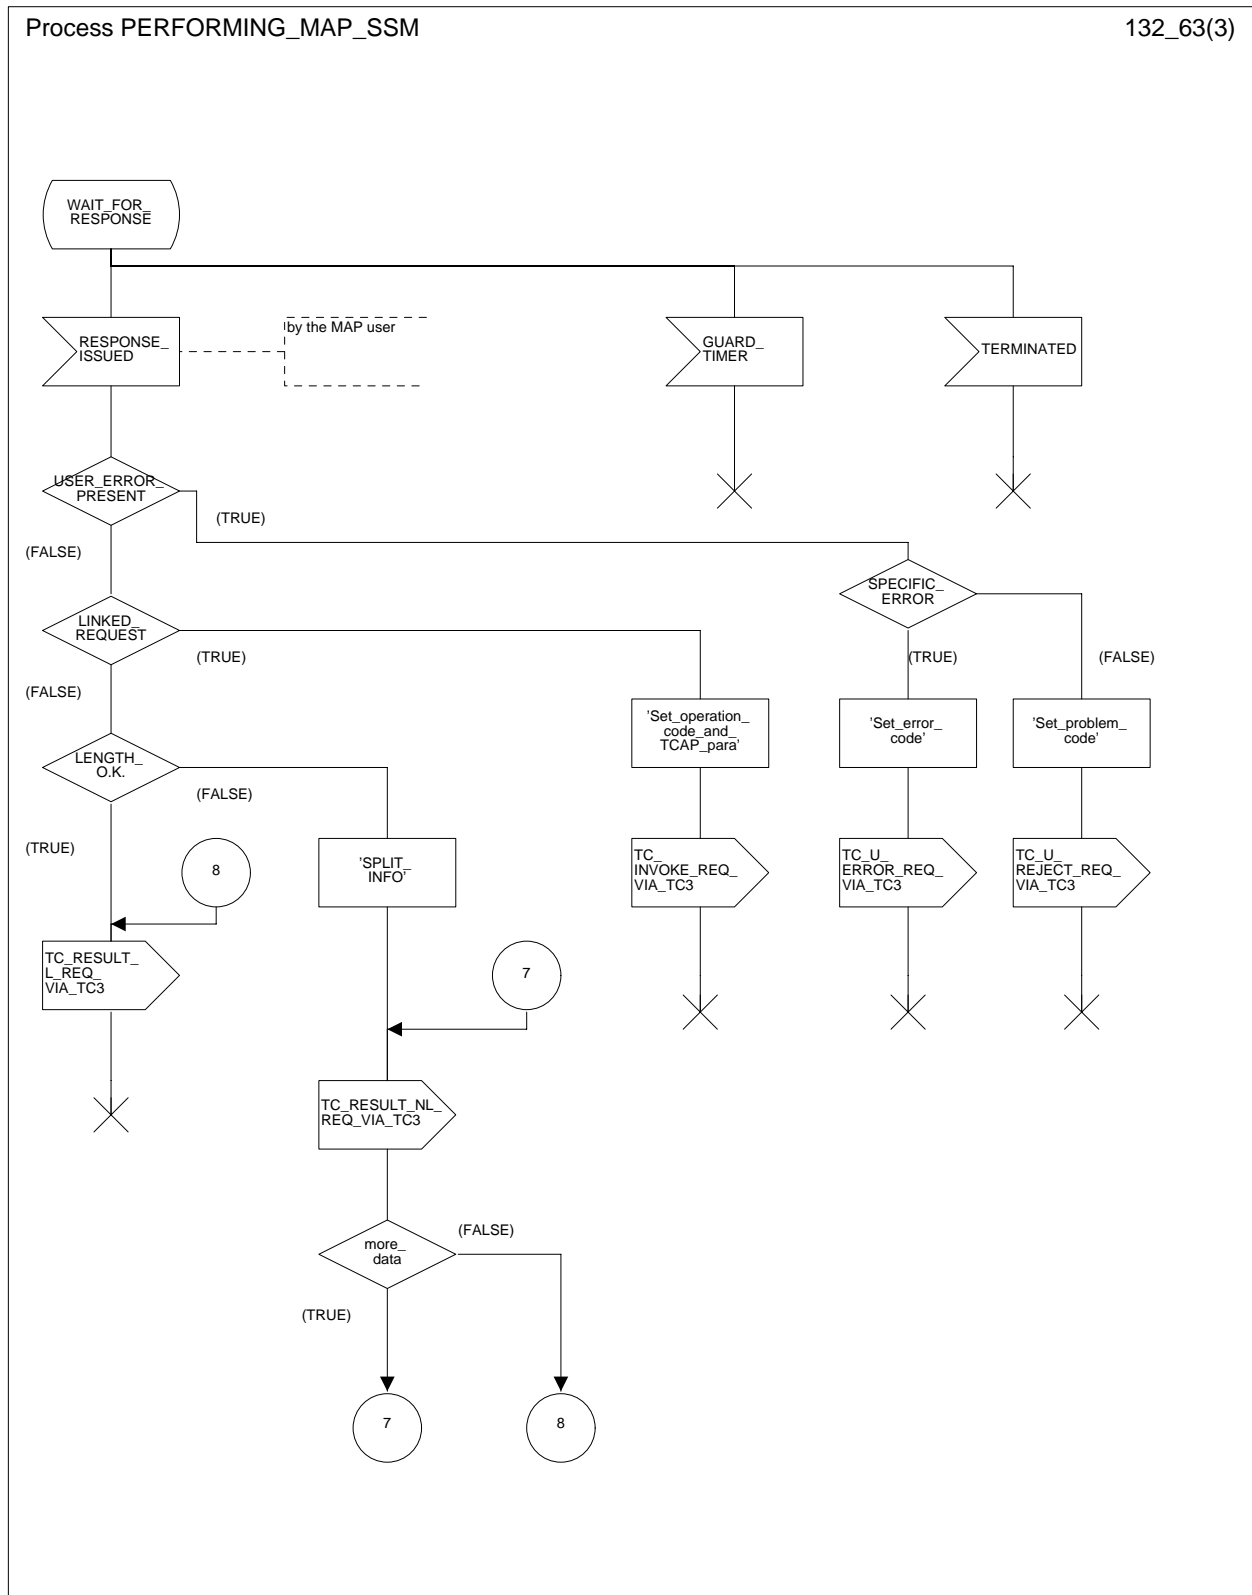 Process PERFORMING_MAP_SSM
132_63(3)
WAIT_FOR_
RESPONSE
RESPONSE_
ISSUED
by the MAP user
GUARD_
TIMER
TERMINATED
USER_ERROR_
PRESENT
(TRUE)
(FALSE)
SPECIFIC_
ERROR
LINKED_
REQUEST
(TRUE)
(TRUE)
(FALSE)
(FALSE)
'Set_operation_
code_and_
TCAP_para'
'Set_error_
code'
'Set_problem_
code'
LENGTH_
O.K.
(FALSE)
(TRUE)
8
'SPLIT_
INFO'
TC_
INVOKE_REQ_
VIA_TC3
TC_U_
ERROR_REQ_
VIA_TC3
TC_U_
REJECT_REQ_
VIA_TC3
TC_RESULT_
L_REQ_
VIA_TC3
7
TC_RESULT_NL_
REQ_VIA_TC3
more_
data
(FALSE)
(TRUE)
7
8